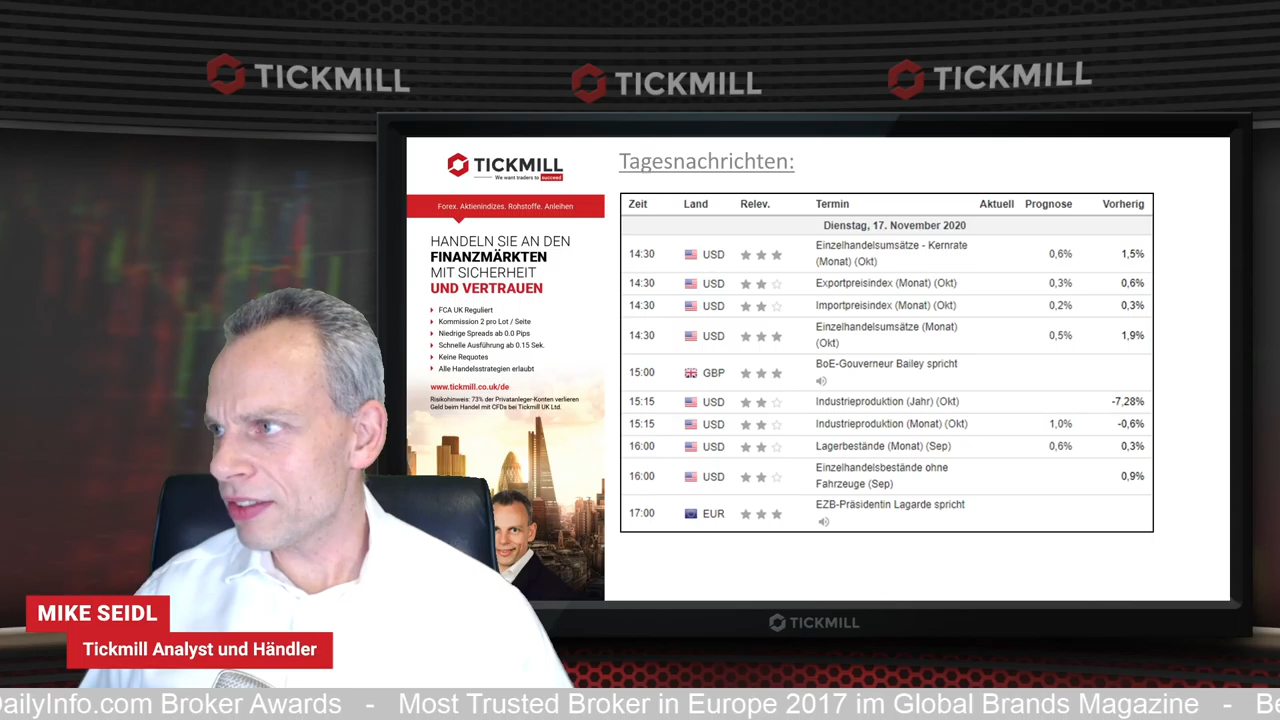 TICKMILL
TICKMILL
TICKMILL
TICKMILL
We want traders to succeed
Forex. Aktienindizes. Rohstoffe. Anleihen
HANDELN SIE AN DEN
FINANZMÄRKTEN
MIT SICHERHEIT
UND VERTRAUEN
FCA UK Reguliert
Kommission 2 pro Lot / Seite
Niedrige Spreads ab 0.0 Pips
Schnelle Ausführung ab 0.15 Sek.
Keine Requotes
Alle Handelsstrategien erlaubt
www.tickmill.co.uk/de
Risikohinweis: 73% der Privatanleger-Konten verlieren
Geld beim Handel mit CFDs bei Tickmill UK Ltd.
Tagesnachrichten:
Zeit Land Relev. Termin Aktuell Prognose Vorherig
Dienstag, 17. November 2020
14:30 USD Einzelhandelsumsätze - Kernrate 0,6% 1,5%
(Monat) (Okt)
14:30 USD Exportpreisindex (Monat) (Okt) 0,3% 0,6%
14:30 USD Importpreisindex (Monat) (Okt) 0,2% 0,3%
14:30 USD Einzelhandelsumsätze (Monat) 0,5% 1,9%
(Okt)
15:00 GBP BoE-Gouverneur Bailey spricht
15:15 USD Industrieproduktion (Jahr) (Okt) -7,28%
15:15 USD Industrieproduktion (Monat) (Okt) 1,0% -0,6%
16:00 USD Lagerbestände (Monat) (Sep) 0,6% 0,3%
16:00 USD Einzelhandelsbestände ohne 0,9%
Fahrzeuge (Sep)
17:00 EUR EZB-Präsidentin Lagarde spricht
TICKMILL
MIKE SEIDL
Tickmill Analyst und Händler
DailyInfo.com Broker Awards - Most Trusted Broker in Europe 2017 im Global Brands Magazine - Be